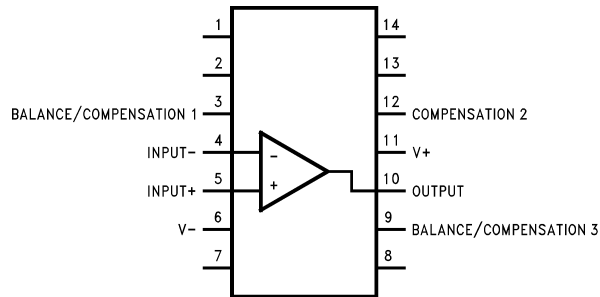 1 14
2 13
BALANCE/COMPENSATION 1 3 12 COMPENSATION 2
INPUT- 4 - 11 V+
INPUT+ 5 + 10 OUTPUT
V- 6 9 BALANCE/COMPENSATION 3
7 8